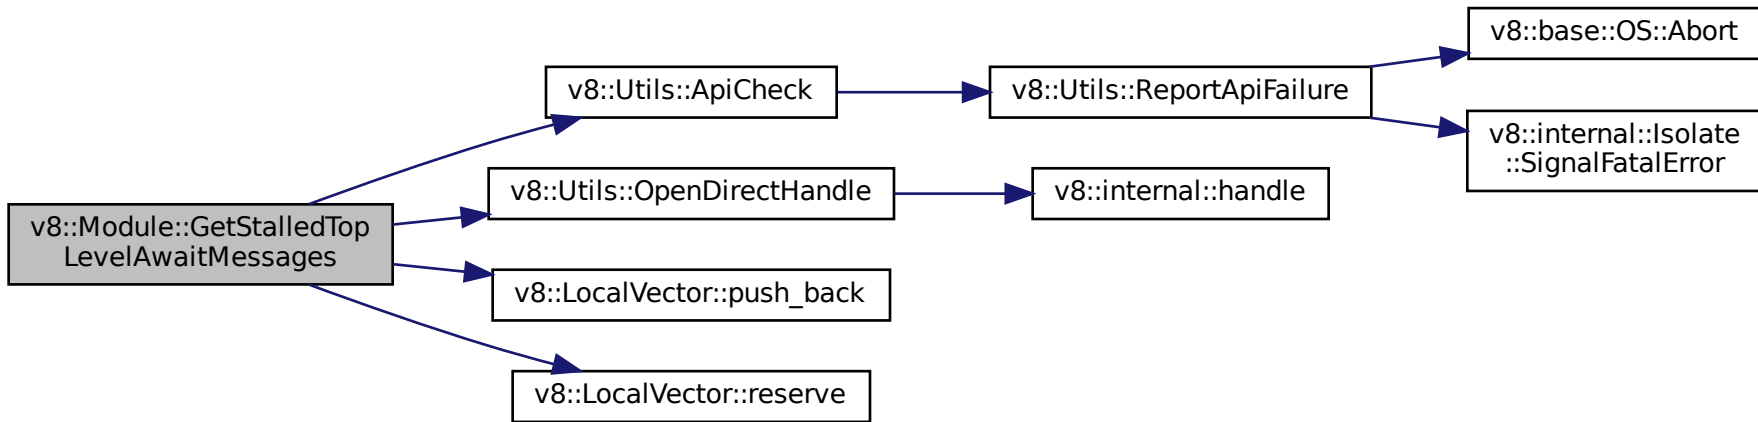 v8::Module::GetStalledTop
LevelAwaitMessages
v8::Utils::ApiCheck
v8::Utils::ReportApiFailure
v8::base::OS::Abort
v8::internal::Isolate
::SignalFatalError
v8::Utils::OpenDirectHandle
v8::internal::handle
v8::LocalVector::push_back
v8::LocalVector::reserve